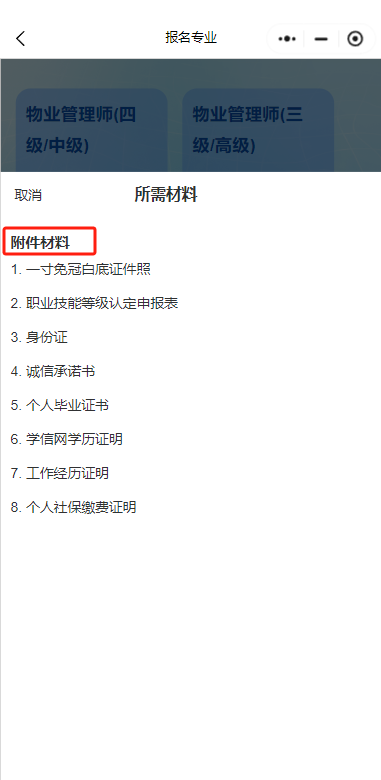 报名专业
物业管理师(四
级/中级)
物业管理师(三
级/高级)
取消
所需材料
附件材料
1. 一寸免冠白底证件照
2. 职业技能等级认定申报表
3. 身份证
4. 诚信承诺书
5. 个人毕业证书
6. 学信网学历证明
7. 工作经历证明
8. 个人社保缴费证明